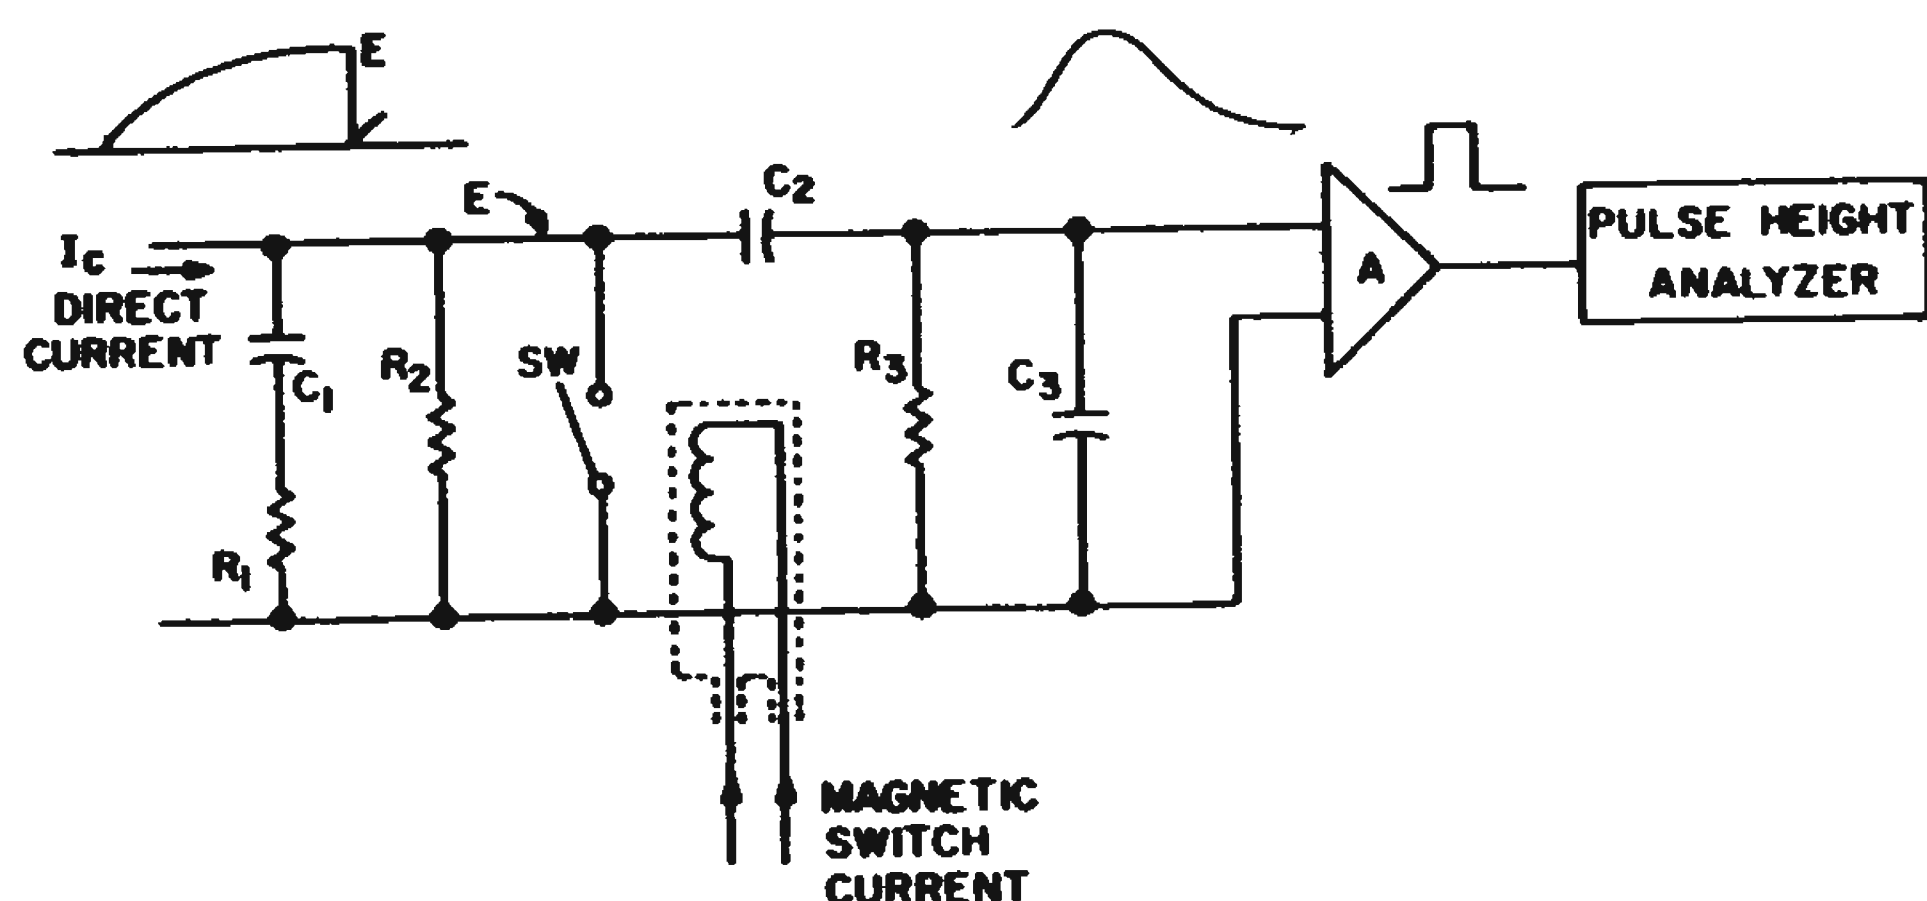 E
E
C2
Ic
DIRECT
CURRENT
C1
R2
SW
R3
C3
A
PULSE HEIGHT
ANALYZER
R1
MAGNETIC
SWITCH
CURRENT